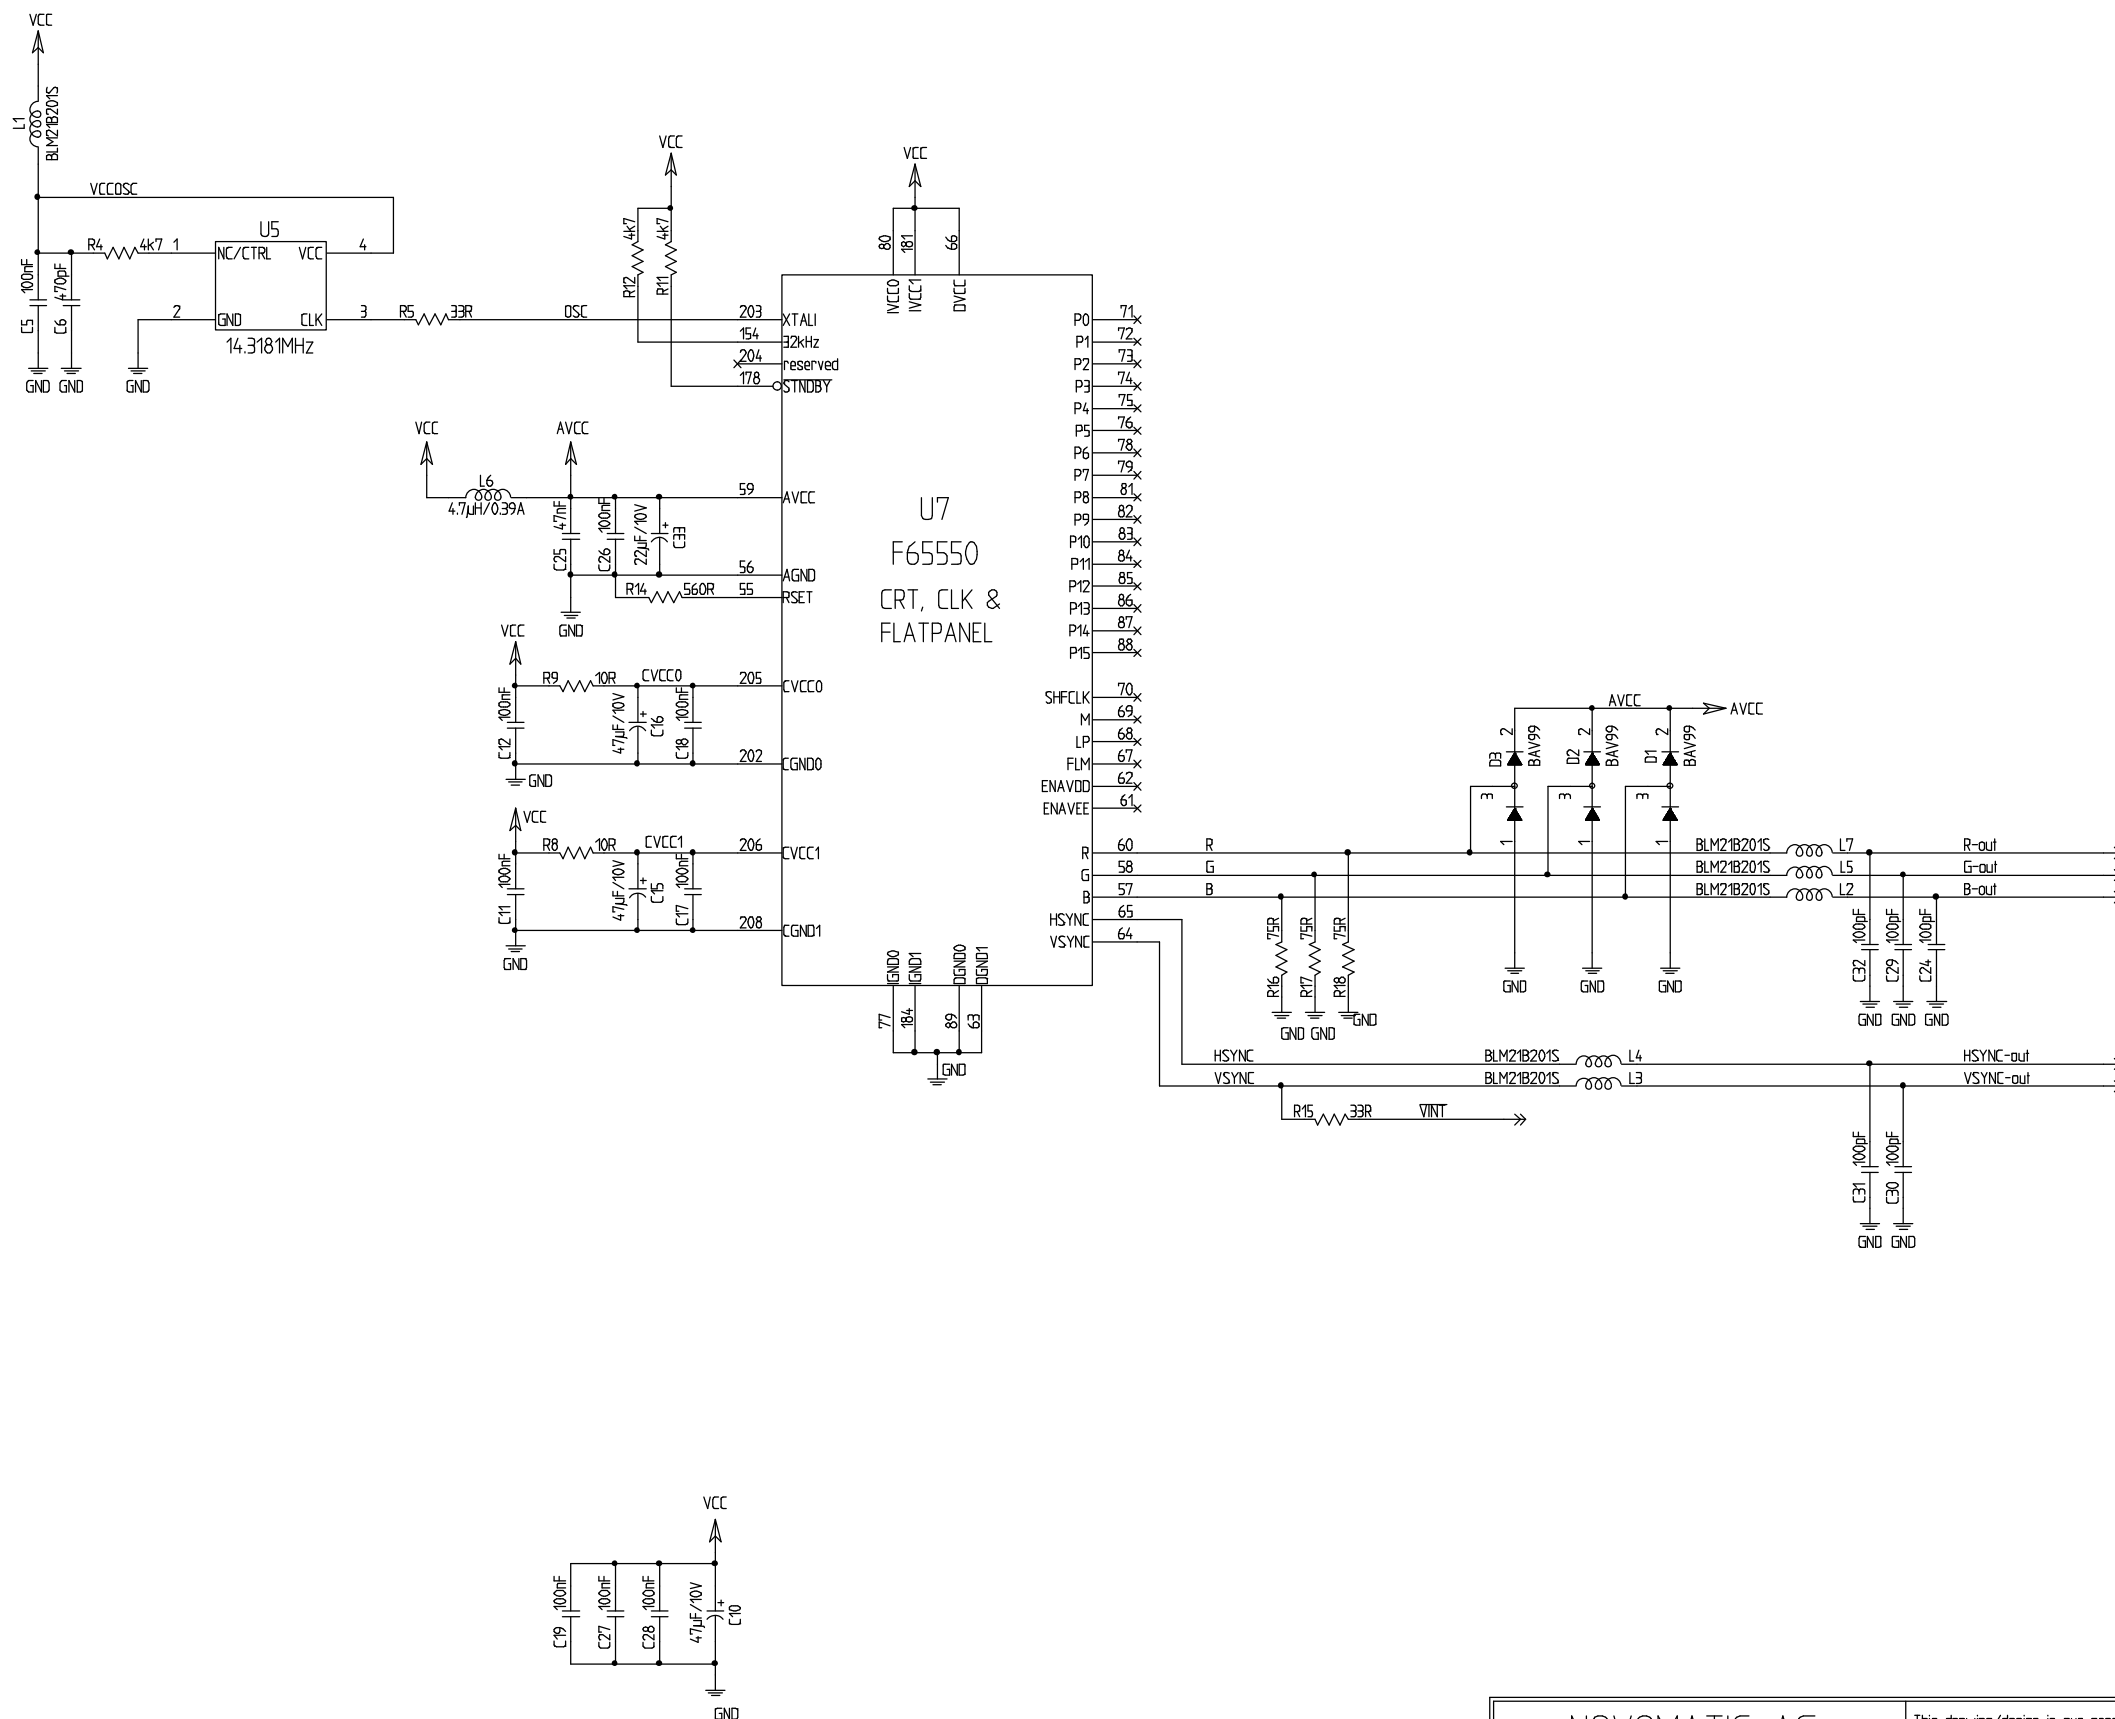 VCC
L1
BLM21B201S
VCCOSC
U5
R4
4k7
1
NC/CTRL
VCC
4
2
GND
CLK
3
14.3181MHz
R5
33R
OSC
C5
100nF
C6
470pF
GND
GND
GND
VCC
R12
4k7
R11
4k7
VCC
80
181
66
IVCC0
IVCC1
DVCC
203
XTALI
154
32kHz
204
reserved
178
STNDBY
VCC
AVCC
L6
4.7µH/0.39A
59
AVCC
C25
47nF
C26
100nF
22µF/10V
+
C33
56
AGND
R14
560R
55
RSET
GND
VCC
R9
10R
CVCC0
205
CVCC0
C12
100nF
47µF/10V
+
C16
C18
100nF
202
CGND0
GND
VCC
R8
10R
CVCC1
206
CVCC1
C11
100nF
47µF/10V
+
C15
C17
100nF
208
CGND1
GND
U7
F65550
CRT, CLK &
FLATPANEL
P0
71
P1
72
P2
73
P3
74
P4
75
P5
76
P6
78
P7
79
P8
81
P9
82
P10
83
P11
84
P12
85
P13
86
P14
87
P15
88
SHFCLK
70
M
69
LP
68
FLM
67
ENAVDD
62
ENAVEE
61
R
60
R
G
58
G
B
57
B
HSYNC
65
VSYNC
64
IGND0
IGND1
DGND0
DGND1
77
184
89
63
GND
R16
75R
R17
75R
R18
75R
GND
GND
GND
AVCC
AVCC
D3
2
BAV99
3
1
D2
2
BAV99
3
1
D1
2
BAV99
3
1
GND
GND
GND
BLM21B201S
L7
R-out
BLM21B201S
L5
G-out
BLM21B201S
L2
B-out
C32
100pF
C29
100pF
C24
100pF
GND
GND
GND
HSYNC
BLM21B201S
L4
HSYNC-out
VSYNC
BLM21B201S
L3
VSYNC-out
R15
33R
VINT
C31
100pF
C30
100pF
GND
GND
VCC
C19
100nF
C27
100nF
C28
100nF
47µF/10V
+
C10
GND